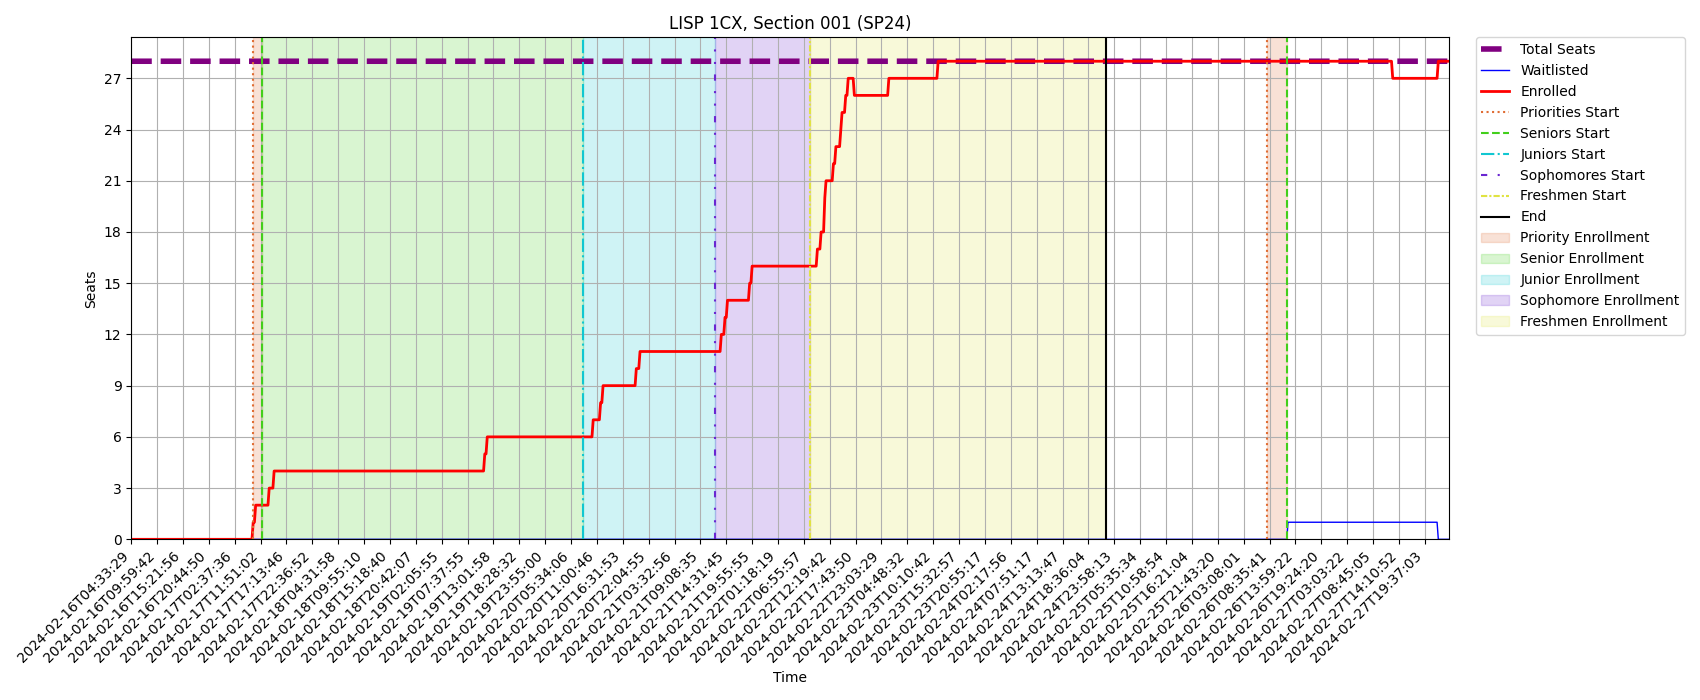 LISP 1CX, Section 001 (SP24)
Total Seats
Waitlisted
Enrolled
Priorities Start
Seniors Start
Juniors Start
Sophomores Start
Freshmen Start
End
Priority Enrollment
Senior Enrollment
Junior Enrollment
Sophomore Enrollment
Freshmen Enrollment
Seats
27
24
21
18
15
12
9
6
3
0
2024-02-16T04:33:29
2024-02-16T09:59:42
2024-02-16T15:21:56
2024-02-16T20:44:50
2024-02-17T02:37:36
2024-02-17T11:51:02
2024-02-17T17:13:46
2024-02-17T22:36:52
2024-02-18T04:31:58
2024-02-18T09:55:10
2024-02-18T15:18:40
2024-02-18T20:42:07
2024-02-19T02:05:55
2024-02-19T07:37:55
2024-02-19T13:01:58
2024-02-19T18:28:32
2024-02-19T23:55:00
2024-02-20T05:34:06
2024-02-20T11:00:46
2024-02-20T16:31:53
2024-02-20T22:04:55
2024-02-21T03:32:56
2024-02-21T09:08:35
2024-02-21T14:31:45
2024-02-21T19:55:55
2024-02-22T01:18:19
2024-02-22T06:55:57
2024-02-22T12:19:42
2024-02-22T17:43:50
2024-02-22T23:03:29
2024-02-23T04:48:32
2024-02-23T10:10:42
2024-02-23T15:32:57
2024-02-23T20:55:17
2024-02-24T02:17:56
2024-02-24T07:51:17
2024-02-24T13:13:47
2024-02-24T18:36:04
2024-02-24T23:58:13
2024-02-25T05:35:34
2024-02-25T10:58:54
2024-02-25T16:21:04
2024-02-25T21:43:20
2024-02-26T03:08:01
2024-02-26T08:35:41
2024-02-26T13:59:22
2024-02-26T19:24:20
2024-02-27T03:03:22
2024-02-27T08:45:05
2024-02-27T14:10:52
2024-02-27T19:37:03
Time